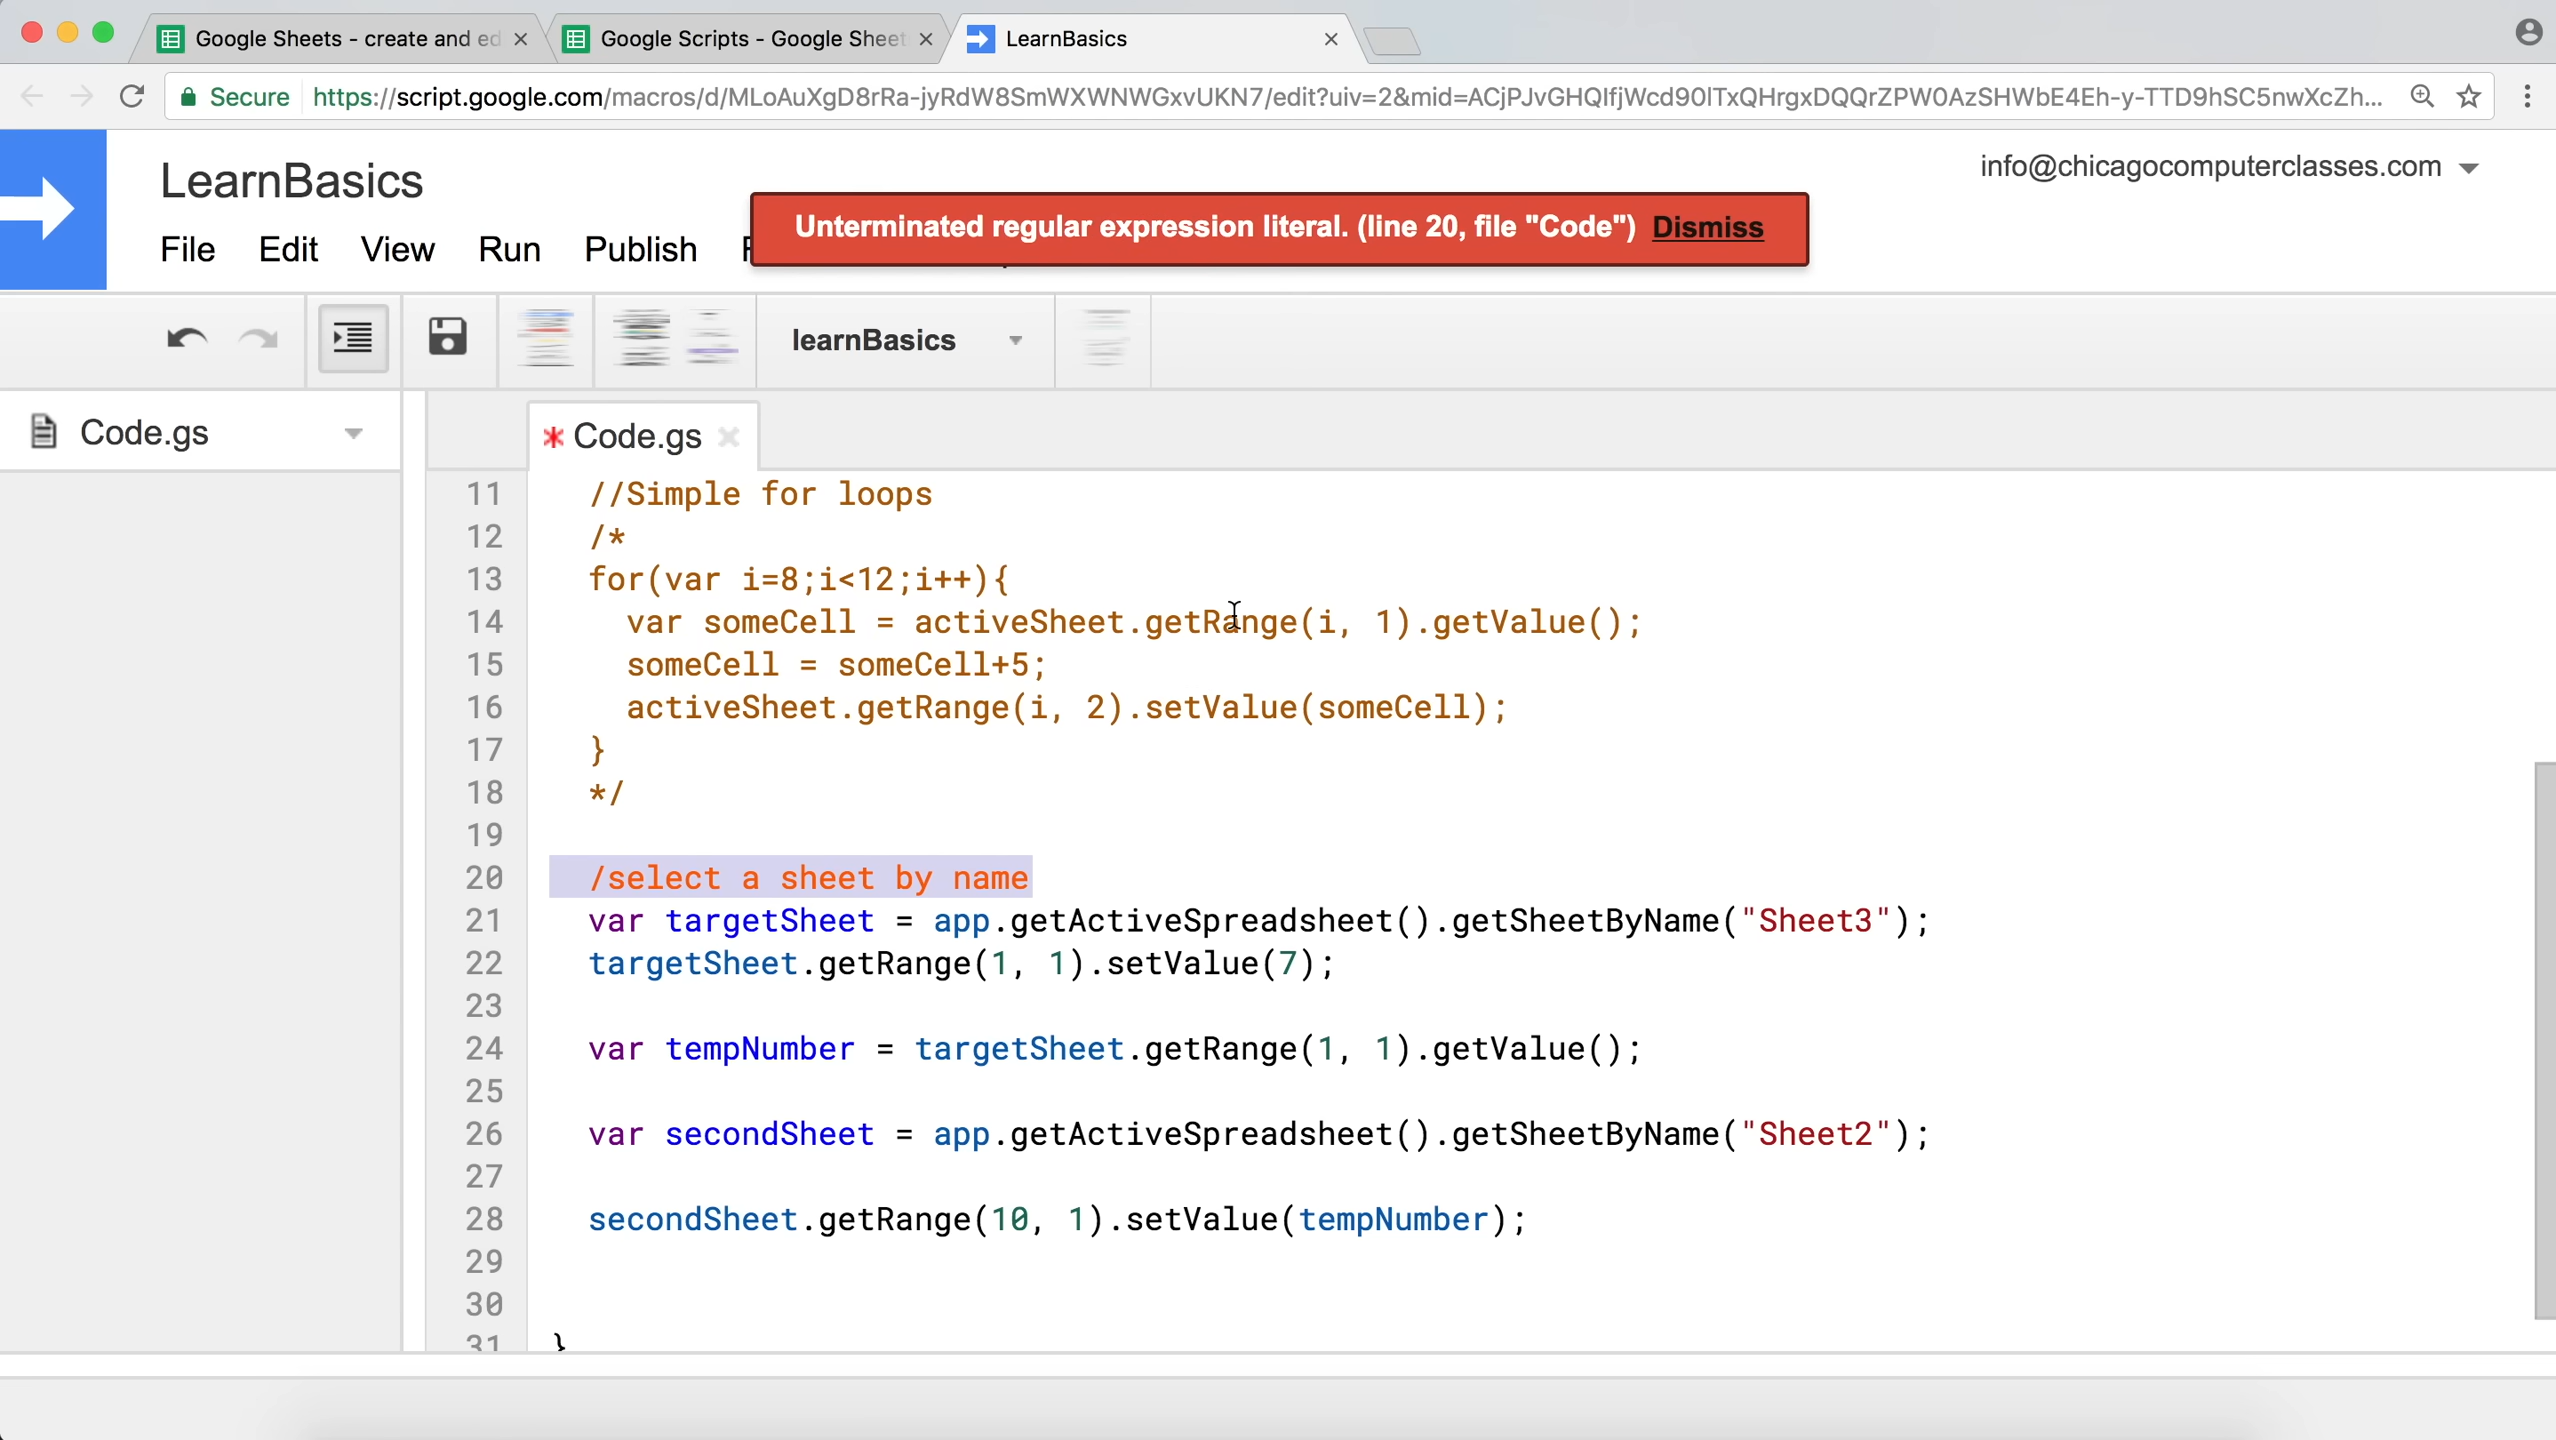 Google Sheets - create and ed
Google Scripts - Google Sheet
LearnBasics
Secure
https://script.google.com/macros/d/MLoAuXgD8rRa-jyRdW8SmWXWNWGxvUKN7/edit?uiv=2&mid=ACjPJvGHQIfjWcd90lTxQHrgxDQQrZPW0AzSHWbE4Eh-y-TTD9hSC5nwXcZh...
LearnBasics
info@chicagocomputerclasses.com
Unterminated regular expression literal. (line 20, file "Code") Dismiss
File Edit View Run Publish
learnBasics
Code.gs
* Code.gs
11 //Simple for loops
12 /*
13 for(var i=8;i<12;i++){
14 var someCell = activeSheet.getRange(i, 1).getValue();
15 someCell = someCell+5;
16 activeSheet.getRange(i, 2).setValue(someCell);
17 }
18 */
19
20 /select a sheet by name
21 var targetSheet = app.getActiveSpreadsheet().getSheetByName("Sheet3");
22 targetSheet.getRange(1, 1).setValue(7);
23
24 var tempNumber = targetSheet.getRange(1, 1).getValue();
25
26 var secondSheet = app.getActiveSpreadsheet().getSheetByName("Sheet2");
27
28 secondSheet.getRange(10, 1).setValue(tempNumber);
29
30
31 }